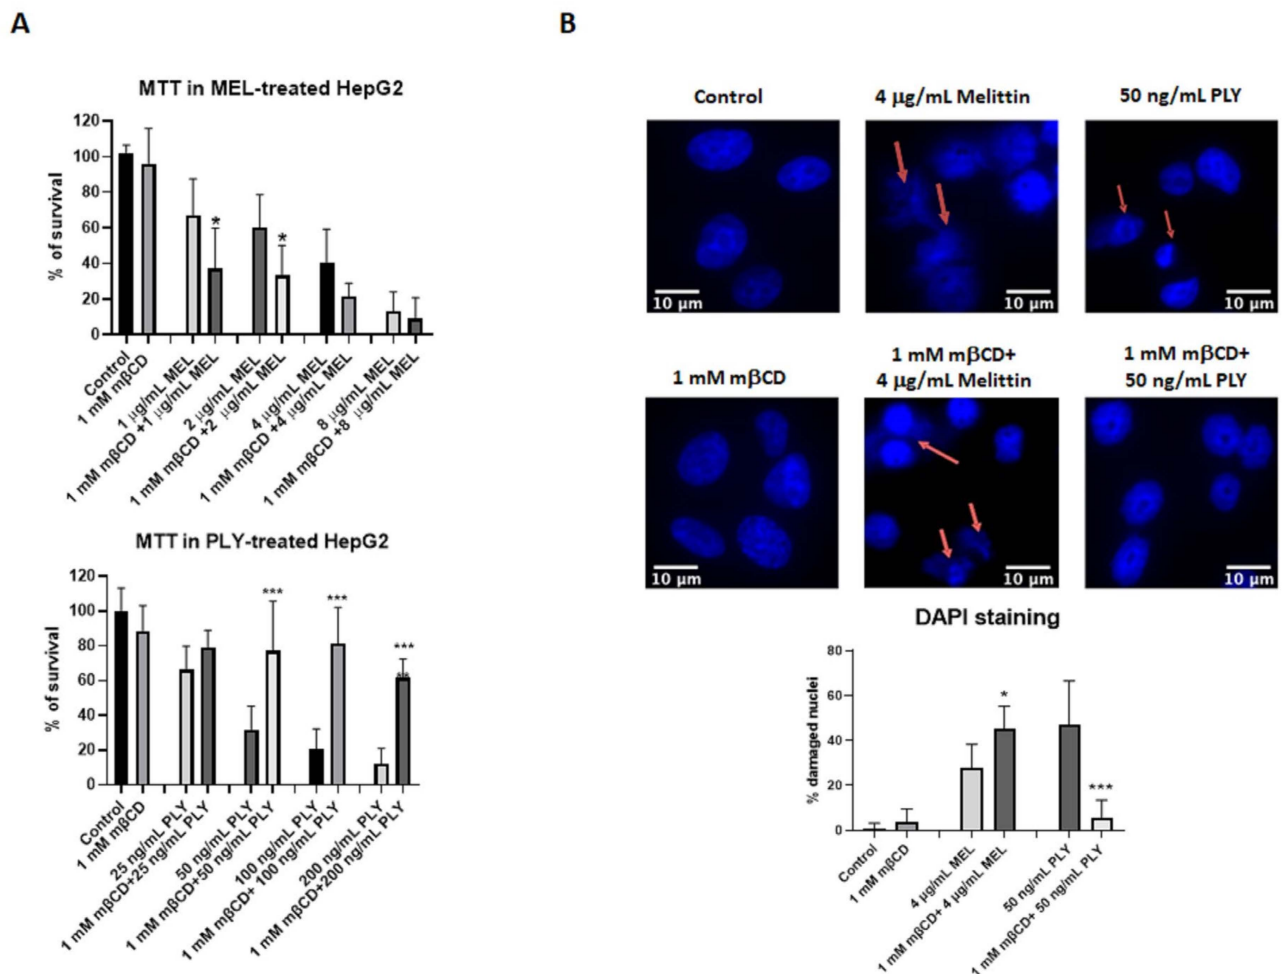 A
MTT in MEL-treated HepG2
% of survival
120
100
80
60
40
20
0
*
*
Control
1 mM mβCD
1 μg/mL MEL
1 mM mβCD +1 μg/mL MEL
2 μg/mL MEL
1 mM mβCD +2 μg/mL MEL
4 μg/mL MEL
1 mM mβCD +4 μg/mL MEL
8 μg/mL MEL
1 mM mβCD +8 μg/mL MEL
MTT in PLY-treated HepG2
% of survival
120
100
80
60
40
20
0
***
***
***
**
Control
1 mM mβCD
25 ng/mL PLY
1 mM mβCD+25 ng/mL PLY
50 ng/mL PLY
1 mM mβCD+50 ng/mL PLY
100 ng/mL PLY
1 mM mβCD+ 100 ng/mL PLY
200 ng/mL PLY
1 mM mβCD+200 ng/mL PLY
B
Control
4 μg/mL Melittin
50 ng/mL PLY
10 μm
10 μm
10 μm
1 mM mβCD
1 mM mβCD+
4 μg/mL Melittin
1 mM mβCD+
50 ng/mL PLY
10 μm
10 μm
10 μm
DAPI staining
% damaged nuclei
80
60
40
20
0
*
***
Control
1 mM mβCD
4 μg/mL MEL
1 mM mβCD+ 4 μg/mL MEL
50 ng/mL PLY
1 mM mβCD+ 50 ng/mL PLY